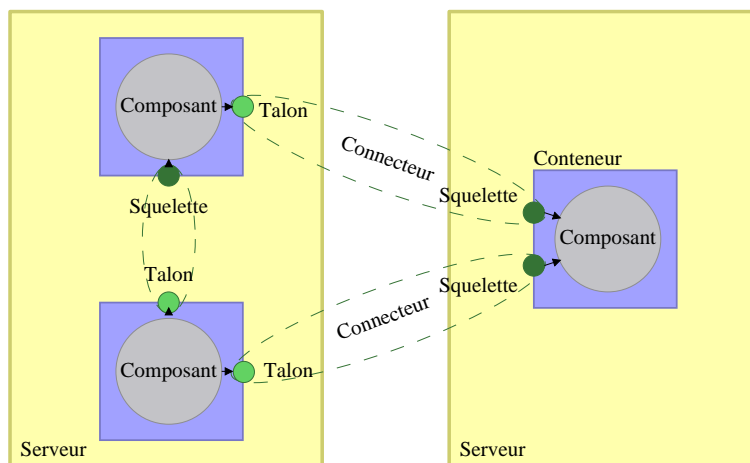 Composant
Talon
Connecteur
Conteneur
Squelette
Squelette
Composant
Talon
Squelette
Connecteur
Composant
Talon
Serveur
Serveur